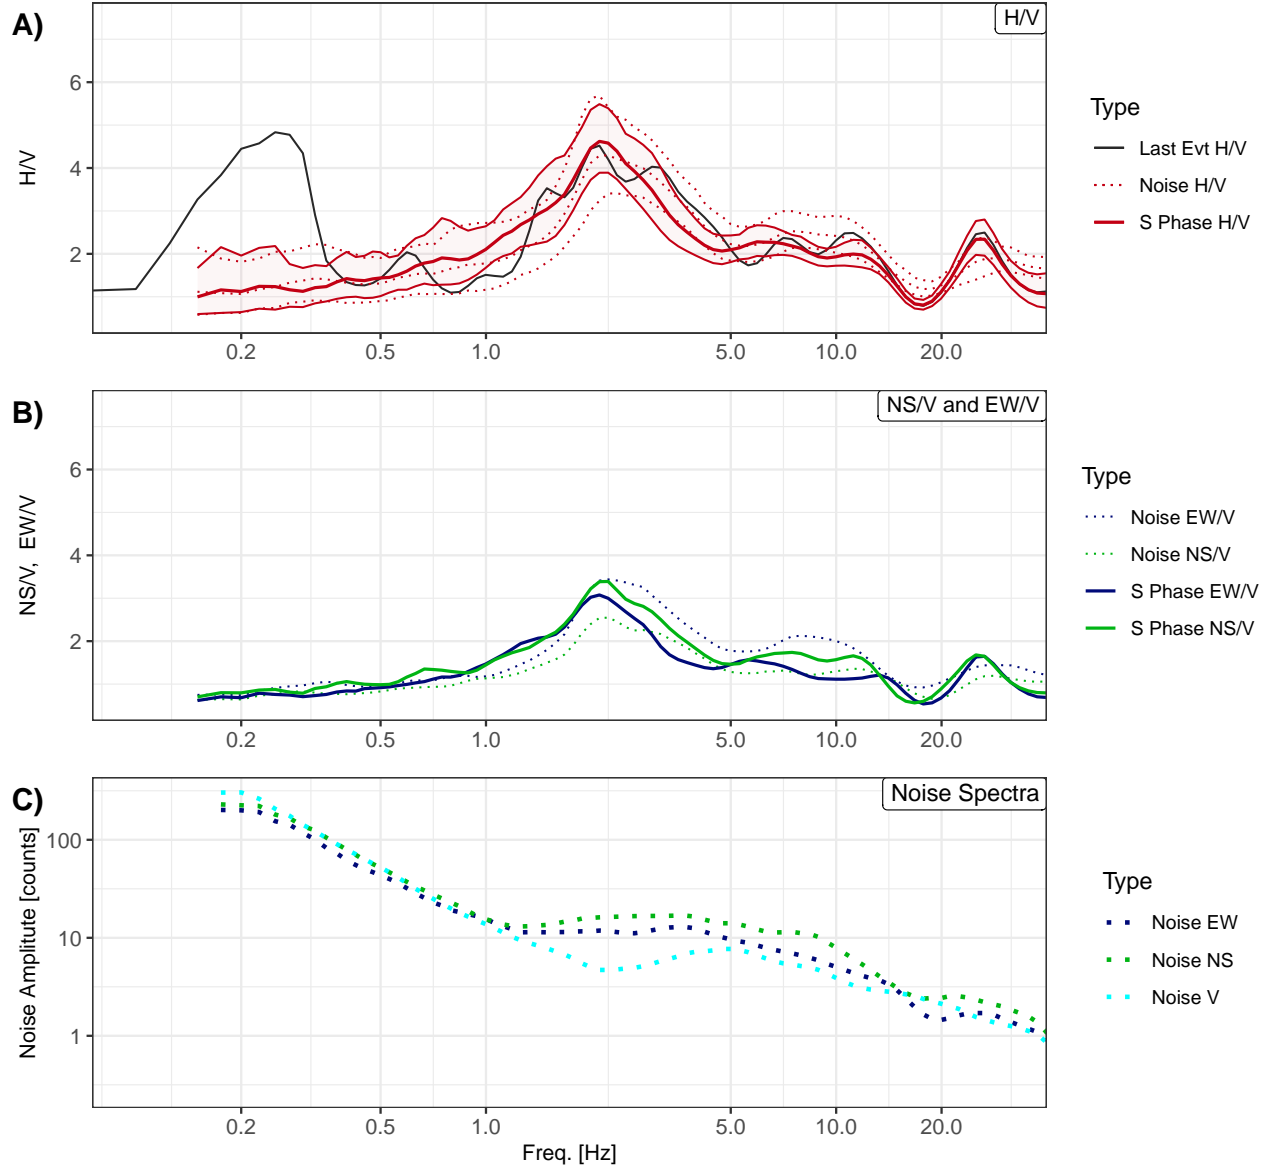 A)
H/V
6
4
2
H/V
0.2 0.5 1.0 5.0 10.0 20.0
Type
Last Evt H/V
Noise H/V
S Phase H/V
B)
NS/V and EW/V
6
4
2
NS/V, EW/V
0.2 0.5 1.0 5.0 10.0 20.0
Type
Noise EW/V
Noise NS/V
S Phase EW/V
S Phase NS/V
C)
Noise Spectra
100
10
1
Noise Amplitute [counts]
0.2 0.5 1.0 5.0 10.0 20.0
Freq. [Hz]
Type
Noise EW
Noise NS
Noise V